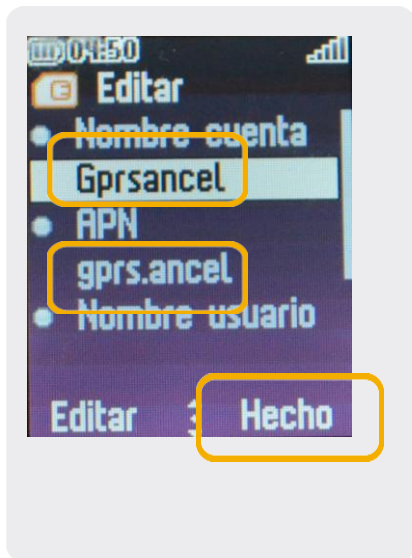 04:50
Editar
Nombre cuenta
Gprsancel
APN
gprs.ancel
Nombre usuario
Editar Hecho